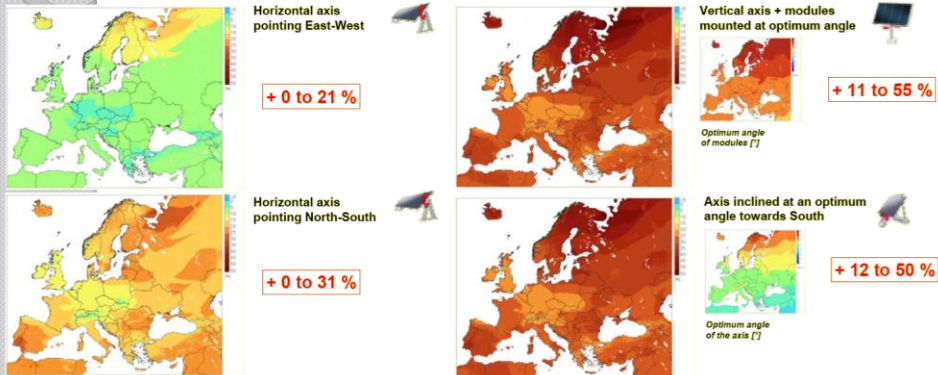 Horizontal axis
pointing East-West
+ 0 to 21 %
Vertical axis + modules
mounted at optimum angle
+ 11 to 55 %
Optimum angle
of modules [°]
Horizontal axis
pointing North-South
+ 0 to 31 %
Axis inclined at an optimum
angle towards South
+ 12 to 50 %
Optimum angle
of the axis [°]